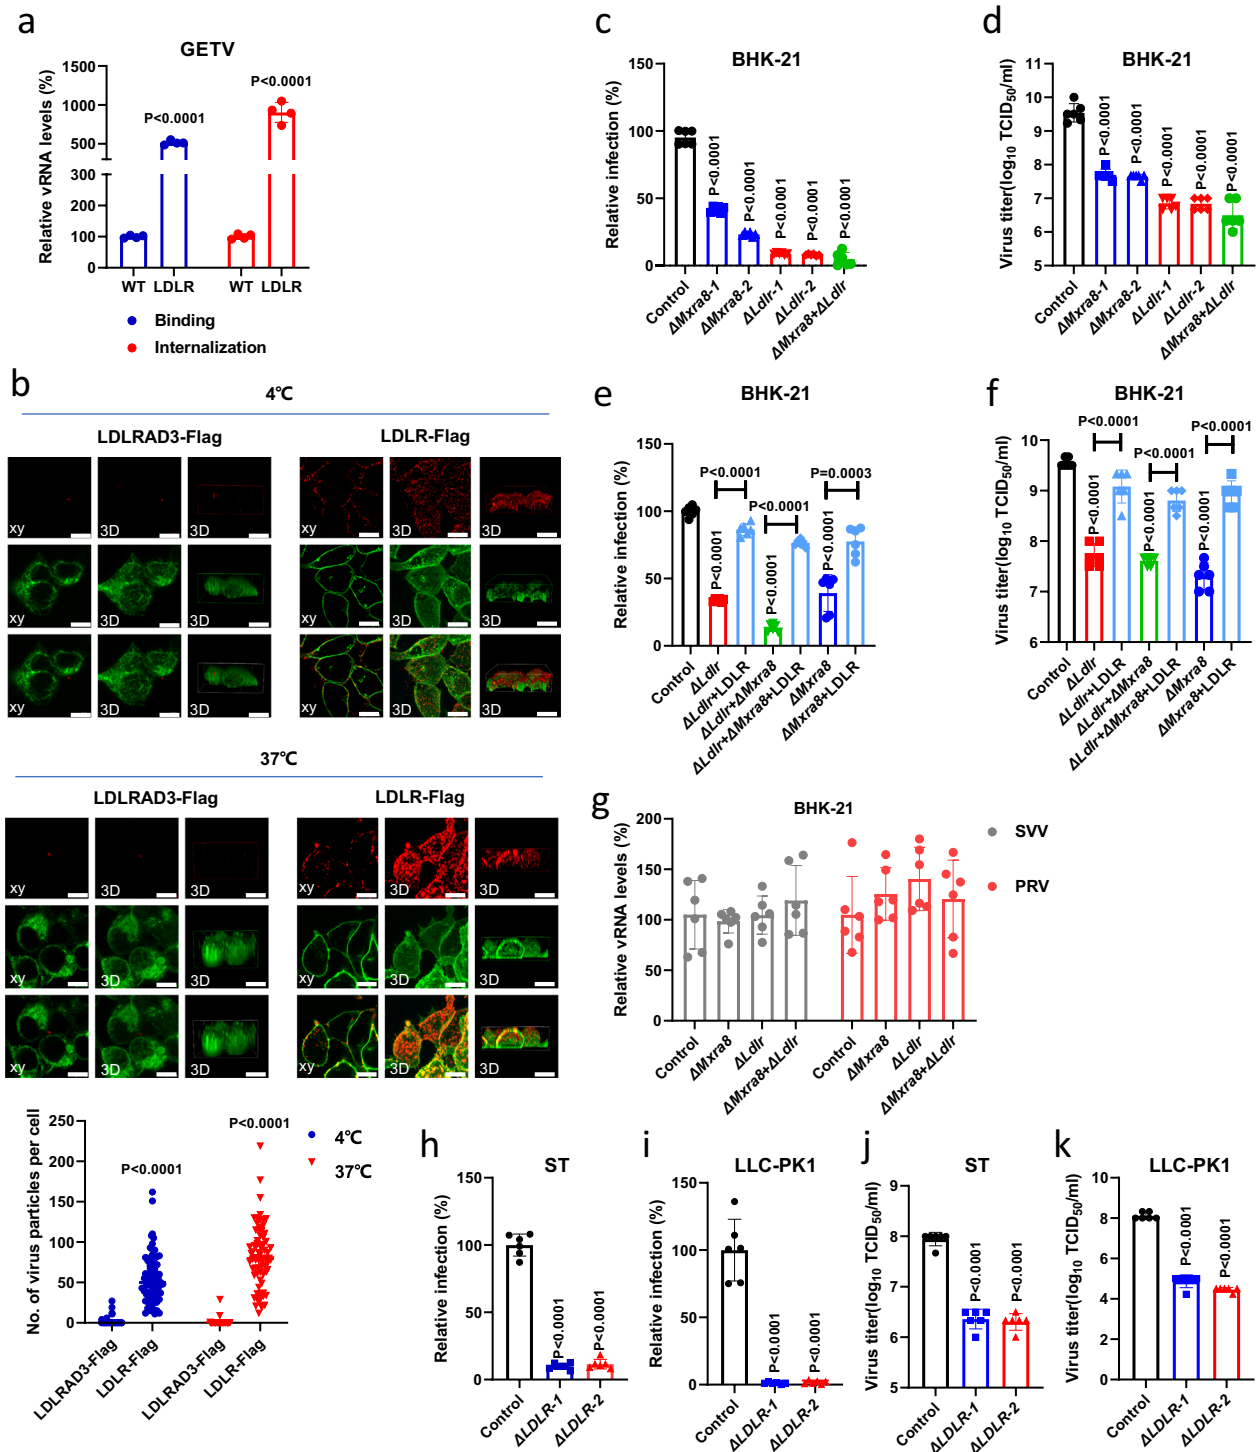 a
GETV
Relative vRNA levels (%)
1500
1000
500
300
200
100
0
P<0.0001
P<0.0001
WT LDLR WT LDLR
Binding
Internalization
b
4℃
LDLRAD3-Flag LDLR-Flag
xy 3D 3D xy 3D 3D
xy 3D 3D xy 3D 3D
xy 3D 3D xy 3D 3D
37℃
LDLRAD3-Flag LDLR-Flag
xy 3D 3D xy 3D 3D
xy 3D 3D xy 3D 3D
xy 3D 3D xy 3D 3D
No. of virus particles per cell
250
200
150
100
50
0
P<0.0001
P<0.0001
4℃
37℃
LDLRAD3-Flag
LDLR-Flag
LDLRAD3-Flag
LDLR-Flag
c
BHK-21
Relative infection (%)
150
100
50
0
P<0.0001
P<0.0001
P<0.0001
P<0.0001
P<0.0001
Control
ΔMxra8-1
ΔMxra8-2
ΔLdlr-1
ΔLdlr-2
ΔMxra8+ΔLdlr
d
BHK-21
Virus titer(log10 TCID50/ml)
11
10
9
8
7
6
5
P<0.0001
P<0.0001
P<0.0001
P<0.0001
P<0.0001
Control
ΔMxra8-1
ΔMxra8-2
ΔLdlr-1
ΔLdlr-2
ΔMxra8+ΔLdlr
e
BHK-21
Relative infection (%)
150
100
50
0
P<0.0001
P<0.0001
P=0.0003
P<0.0001
P<0.0001
P<0.0001
Control
ΔLdlr
ΔLdlr+LDLR
ΔLdlr+ΔMxra8
ΔLdlr+ΔMxra8+LDLR
ΔMxra8
ΔMxra8+LDLR
f
BHK-21
Virus titer(log10 TCID50/ml)
10
9
8
7
6
P<0.0001
P<0.0001
P<0.0001
P<0.0001
P<0.0001
P<0.0001
Control
ΔLdlr
ΔLdlr+LDLR
ΔLdlr+ΔMxra8
ΔLdlr+ΔMxra8+LDLR
ΔMxra8
ΔMxra8+LDLR
g
BHK-21
Relative vRNA levels (%)
200
150
100
50
0
SVV
PRV
Control
ΔMxra8
ΔLdlr
ΔMxra8+ΔLdlr
Control
ΔMxra8
ΔLdlr
ΔMxra8+ΔLdlr
h
ST
Relative infection (%)
150
100
50
0
P<0.0001
P<0.0001
Control
ΔLDLR-1
ΔLDLR-2
i
LLC-PK1
Relative infection (%)
150
100
50
0
P<0.0001
P<0.0001
Control
ΔLDLR-1
ΔLDLR-2
j
ST
Virus titer(log10 TCID50/ml)
9
8
7
6
5
P<0.0001
P<0.0001
Control
ΔLDLR-1
ΔLDLR-2
k
LLC-PK1
Virus titer(log10 TCID50/ml)
10
8
6
4
2
0
P<0.0001
P<0.0001
Control
ΔLDLR-1
ΔLDLR-2